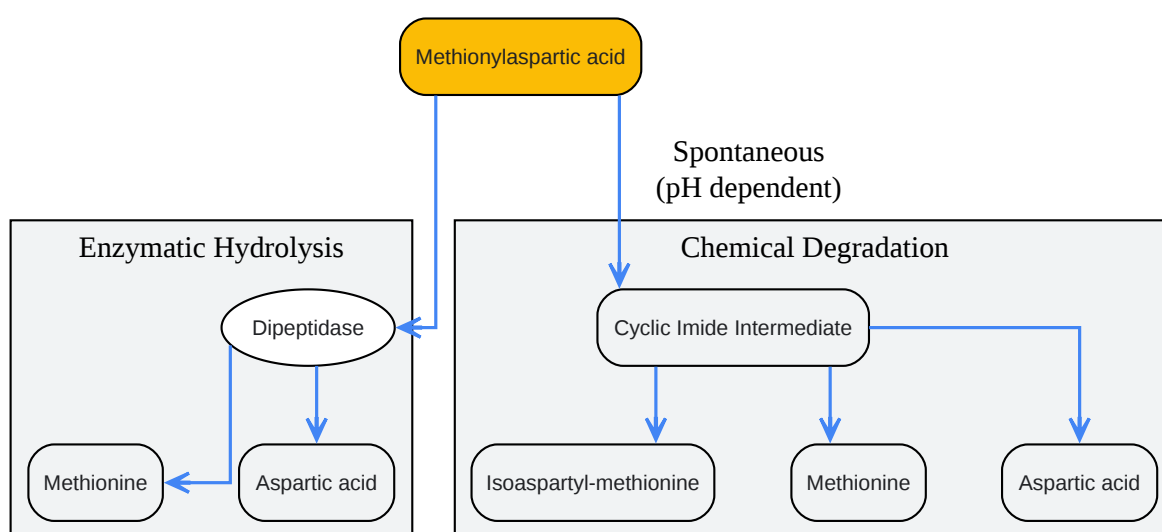 Methionylaspartic acid
Spontaneous
(pH dependent)
Enzymatic Hydrolysis
Chemical Degradation
Dipeptidase
Cyclic Imide Intermediate
Methionine
Aspartic acid
Isoaspartyl-methionine
Methionine
Aspartic acid